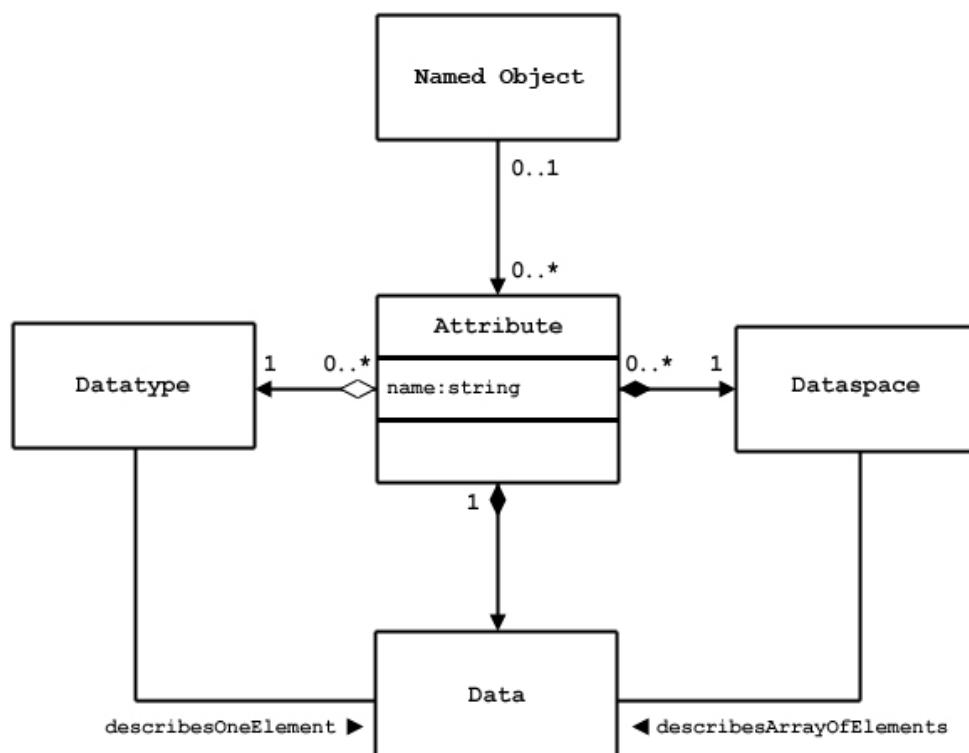 Named Object
0..1
0..*
Attribute
Datatype
1
0..*
name:string
0..*
1
Dataspace
1
Data
describesOneElement ►
◄ describesArrayOfElements